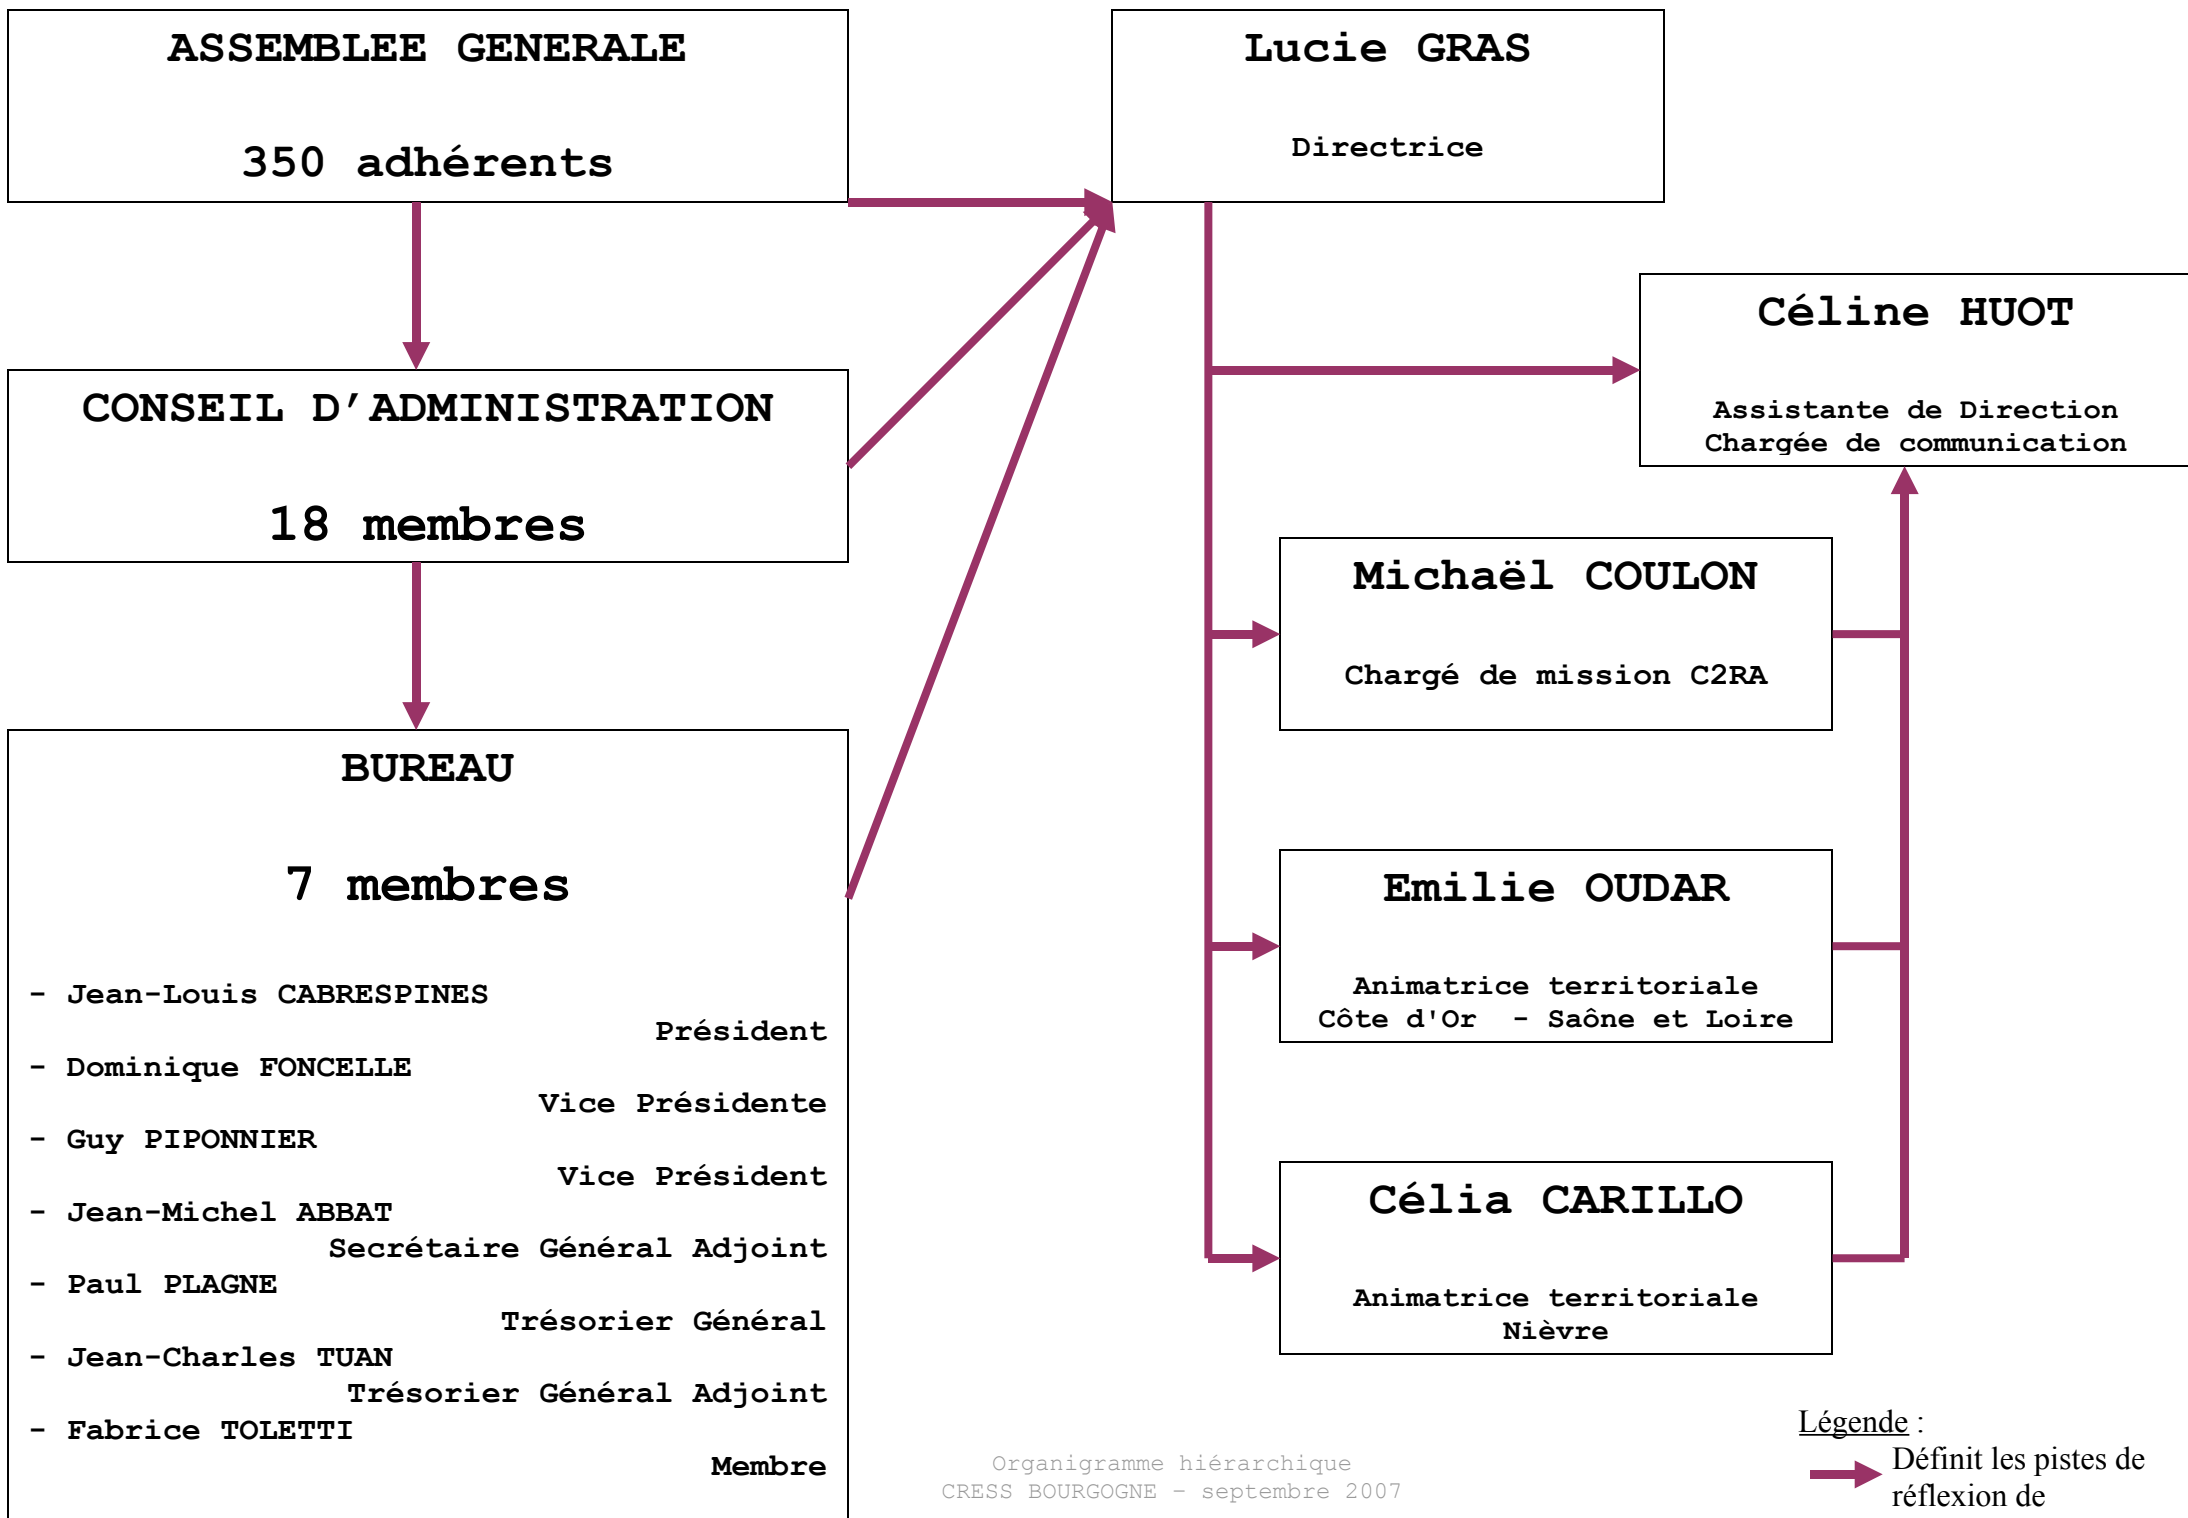 ASSEMBLEE GENERALE
350 adhérents
CONSEIL D’ADMINISTRATION
18 membres
BUREAU
7 membres
- Jean-Louis CABRESPINES
Président
- Dominique FONCELLE
Vice Présidente
- Guy PIPONNIER
Vice Président
- Jean-Michel ABBAT
Secrétaire Général Adjoint
- Paul PLAGNE
Trésorier Général
- Jean-Charles TUAN
Trésorier Général Adjoint
- Fabrice TOLETTI
Membre
Lucie GRAS
Directrice
Céline HUOT
Assistante de Direction
Chargée de communication
Michaël COULON
Chargé de mission C2RA
Emilie OUDAR
Animatrice territoriale
Côte d'Or - Saône et Loire
Célia CARILLO
Animatrice territoriale
Nièvre
Organigramme hiérarchique
CRESS BOURGOGNE – septembre 2007
Légende :
Définit les pistes de
réflexion de